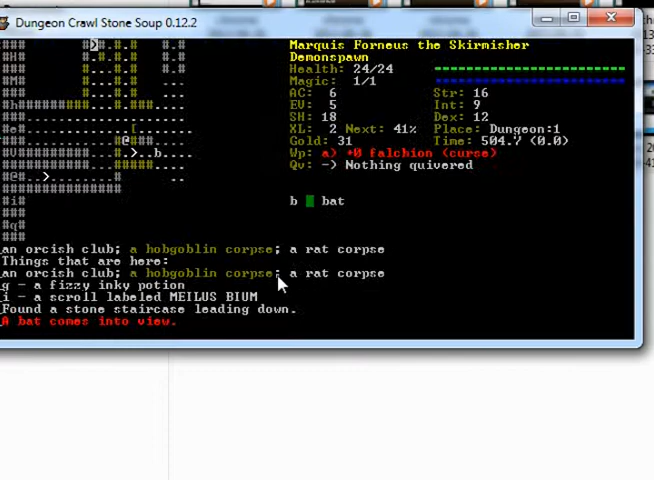 Dungeon Crawl Stone Soup 0.12.2
Marquis Forneus the Skirmisher
Demonspawn
Health: 24/24
Magic: 1/1
AC: 6 Str: 16
EV: 5 Int: 9
SH: 18 Dex: 12
XL: 2 Next: 41% Place: Dungeon:1
Gold: 31 Time: 504.7 (0.0)
Wp: a) +0 falchion (curse)
Qv: -) Nothing quivered
b bat
an orcish club; a hobgoblin corpse; a rat corpse
Things that are here:
an orcish club; a hobgoblin corpse; a rat corpse
g - a fizzy inky potion
i - a scroll labeled MEILUS BIUM
Found a stone staircase leading down.
A bat comes into view.